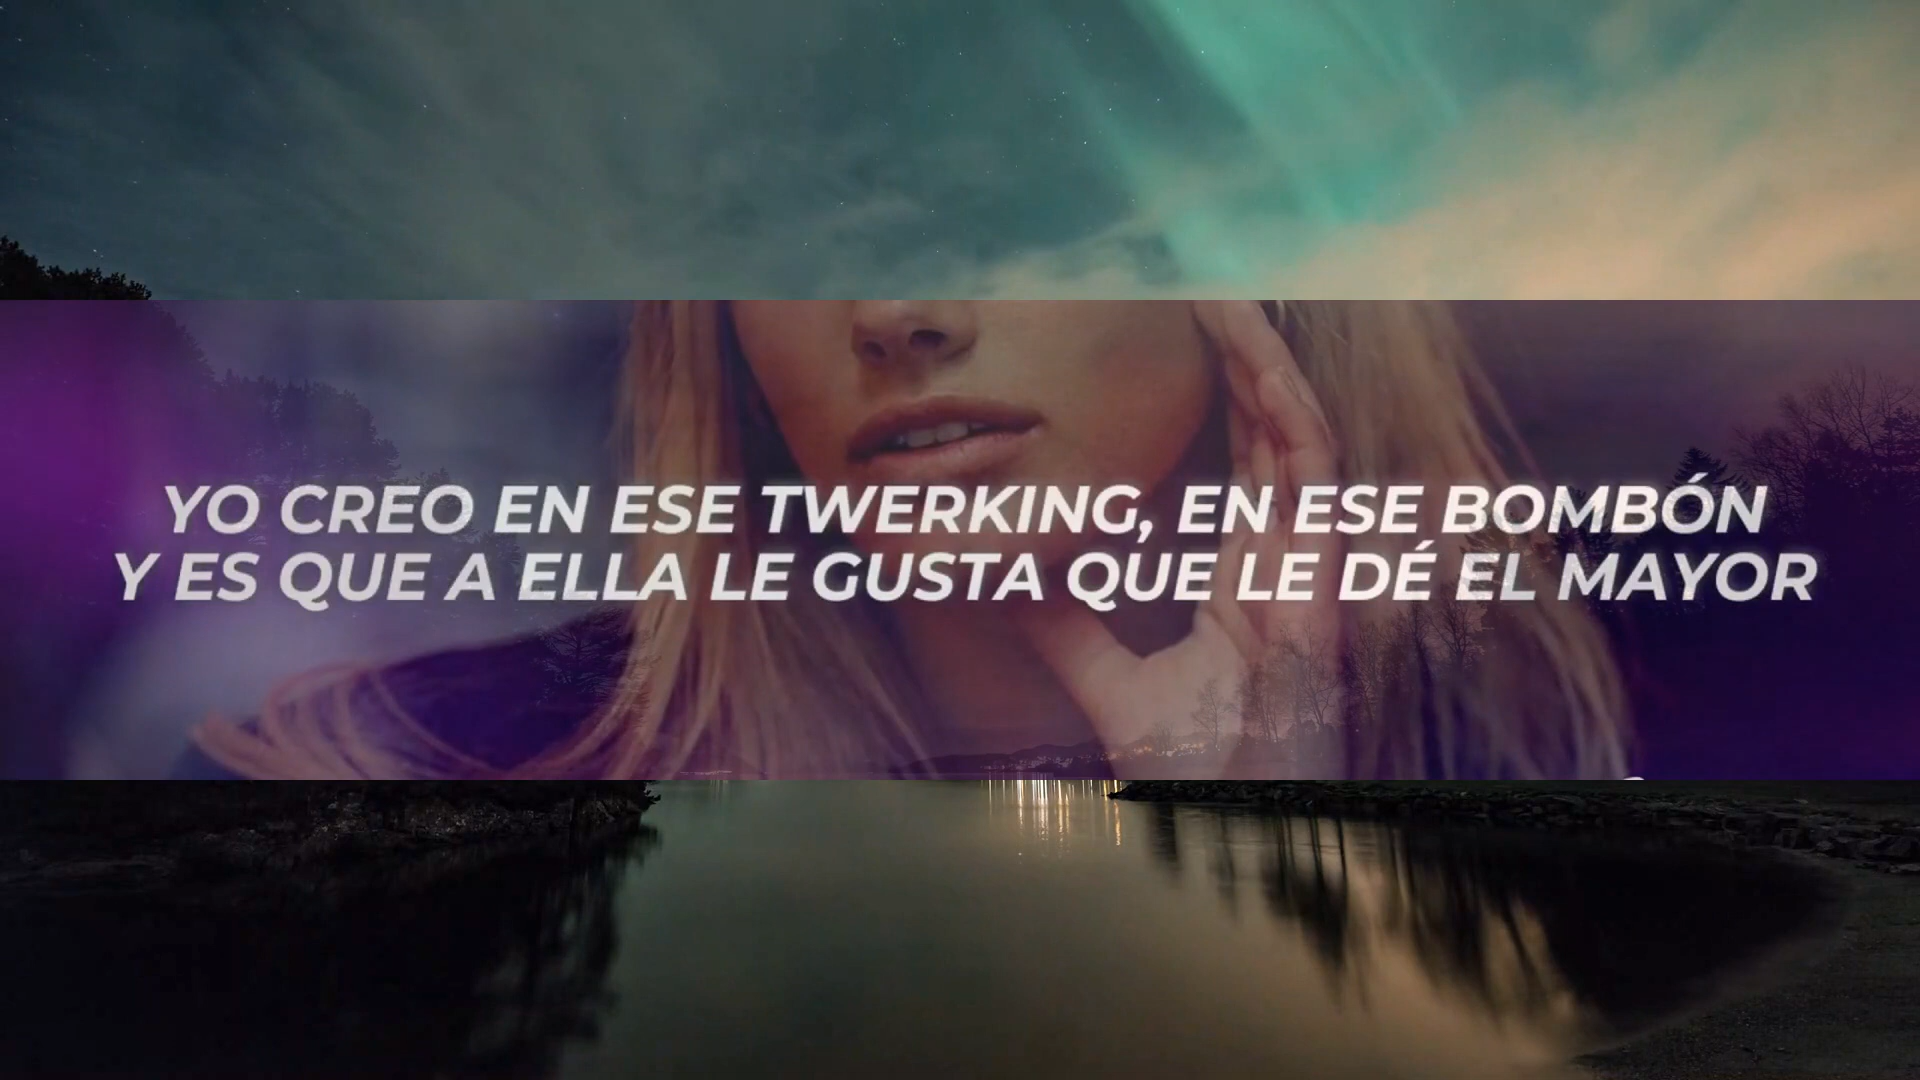 YO CREO EN ESE TWERKING, EN ESE BOMBÓN
Y ES QUE A ELLA LE GUSTA QUE LE DÉ EL MAYOR